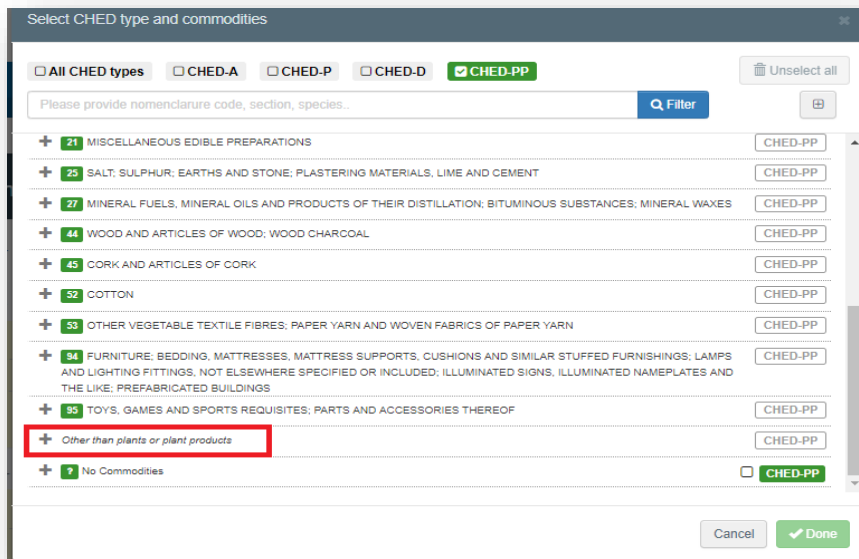 Select CHED type and commodities
All CHED types CHED-A CHED-P CHED-D CHED-PP Unselect all
Please provide nomenclarure code, section, species.. Filter
21 MISCELLANEOUS EDIBLE PREPARATIONS CHED-PP
25 SALT; SULPHUR; EARTHS AND STONE; PLASTERING MATERIALS, LIME AND CEMENT CHED-PP
27 MINERAL FUELS, MINERAL OILS AND PRODUCTS OF THEIR DISTILLATION; BITUMINOUS SUBSTANCES; MINERAL WAXES CHED-PP
44 WOOD AND ARTICLES OF WOOD; WOOD CHARCOAL CHED-PP
45 CORK AND ARTICLES OF CORK CHED-PP
52 COTTON CHED-PP
53 OTHER VEGETABLE TEXTILE FIBRES; PAPER YARN AND WOVEN FABRICS OF PAPER YARN CHED-PP
94 FURNITURE; BEDDING, MATTRESSES, MATTRESS SUPPORTS, CUSHIONS AND SIMILAR STUFFED FURNISHINGS; LAMPS CHED-PP
AND LIGHTING FITTINGS, NOT ELSEWHERE SPECIFIED OR INCLUDED; ILLUMINATED SIGNS, ILLUMINATED NAMEPLATES AND
THE LIKE; PREFABRICATED BUILDINGS
95 TOYS, GAMES AND SPORTS REQUISITES; PARTS AND ACCESSORIES THEREOF CHED-PP
Other than plants or plant products CHED-PP
? No Commodities CHED-PP
Cancel Done